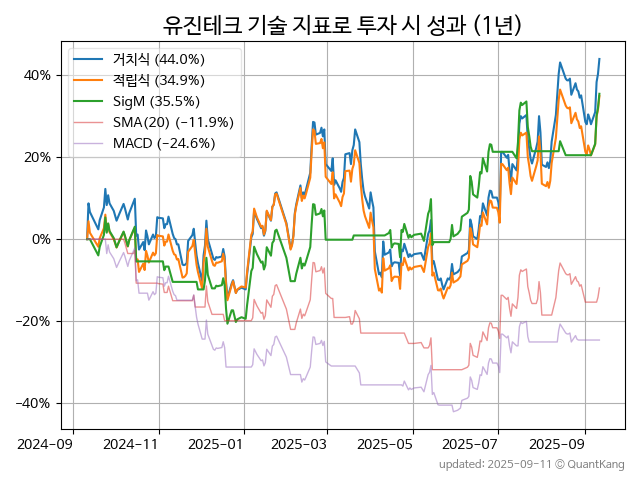 유진테크 기술 지표로 투자 시 성과 (1년)
거치식 (44.0%)
적립식 (34.9%)
SigM (35.5%)
SMA(20) (−11.9%)
MACD (−24.6%)
40%
20%
0%
−20%
−40%
2024-09 2024-11 2025-01 2025-03 2025-05 2025-07 2025-09
updated: 2025-09-11 © QuantKang